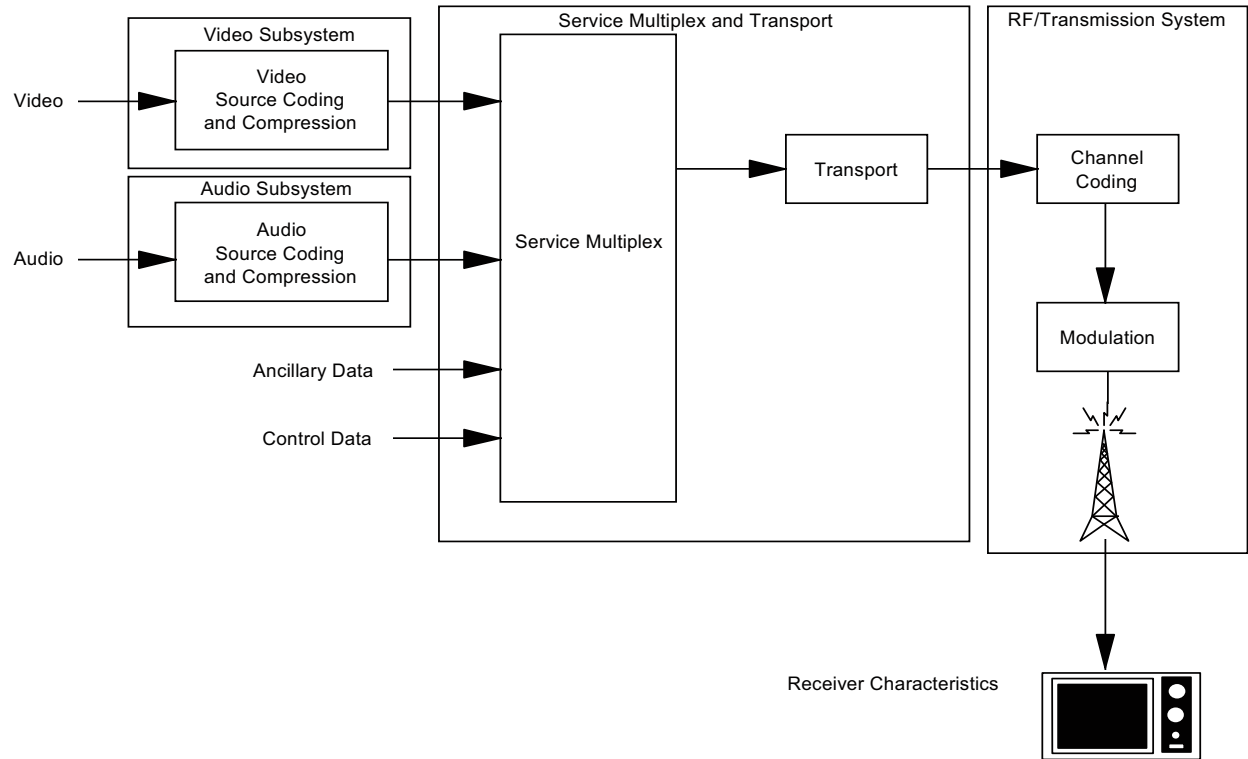 Service Multiplex and Transport
RF/Transmission System
Video Subsystem
Video
Video
Source Coding
and Compression
Audio Subsystem
Audio
Audio
Source Coding
and Compression
Service Multiplex
Transport
Channel
Coding
Modulation
Ancillary Data
Control Data
Receiver Characteristics